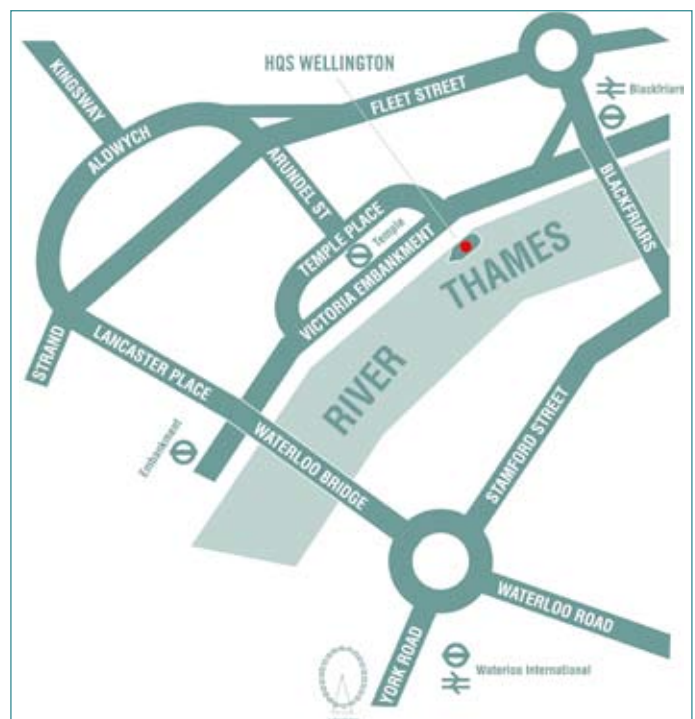 HQS WELLINGTON
KINGSWAY
ALDWYCH
FLEET STREET
Blackfriars
ARUNDEL ST
BLACKFRIARS
TEMPLE PLACE
Temple
VICTORIA EMBANKMENT
RIVER THAMES
STRAND
LANCASTER PLACE
Embankment
WATERLOO BRIDGE
STAMFORD STREET
WATERLOO ROAD
YORK ROAD
Waterloo International